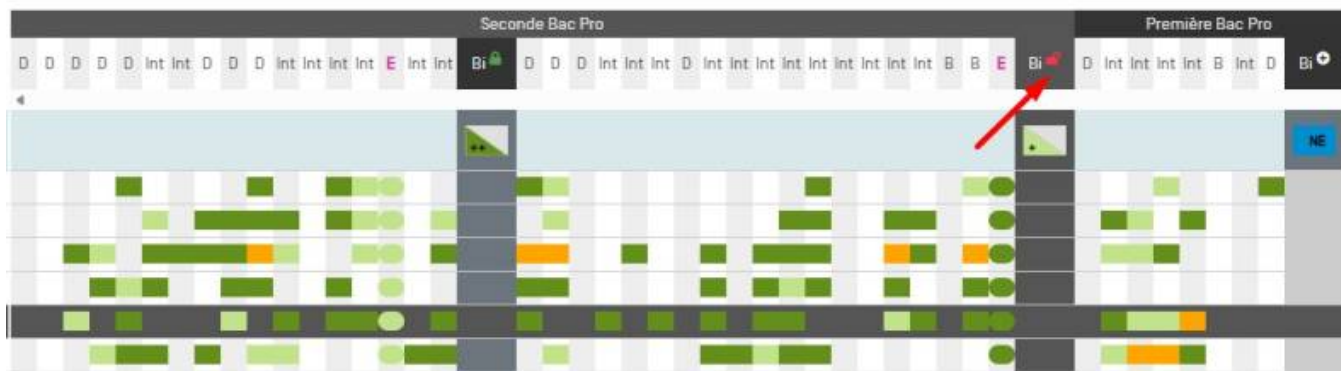 Seconde Bac Pro Première Bac Pro
D D D D D Int Int D D D Int Int Int Int E Int Int Bi D D D Int Int Int D Int Int Int Int Int Int Int Int Int B B E Bi D Int Int Int Int B Int D Bi
++ + NE